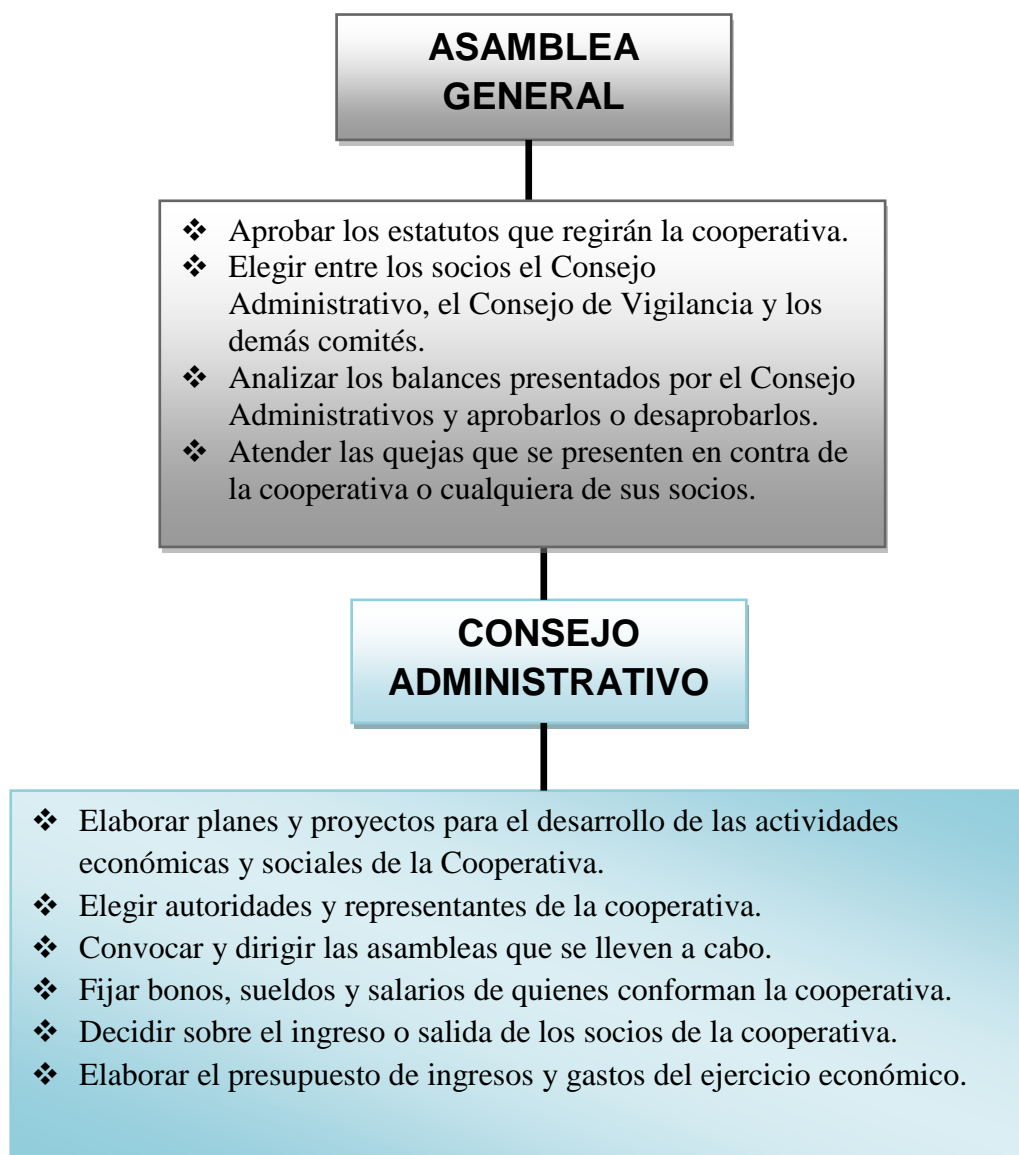 ASAMBLEA
GENERAL
❖ Aprobar los estatutos que regirán la cooperativa.
❖ Elegir entre los socios el Consejo
Administrativo, el Consejo de Vigilancia y los
demás comités.
❖ Analizar los balances presentados por el Consejo
Administrativos y aprobarlos o desaprobarlos.
❖ Atender las quejas que se presenten en contra de
la cooperativa o cualquiera de sus socios.
CONSEJO
ADMINISTRATIVO
❖ Elaborar planes y proyectos para el desarrollo de las actividades
económicas y sociales de la Cooperativa.
❖ Elegir autoridades y representantes de la cooperativa.
❖ Convocar y dirigir las asambleas que se lleven a cabo.
❖ Fijar bonos, sueldos y salarios de quienes conforman la cooperativa.
❖ Decidir sobre el ingreso o salida de los socios de la cooperativa.
❖ Elaborar el presupuesto de ingresos y gastos del ejercicio económico.